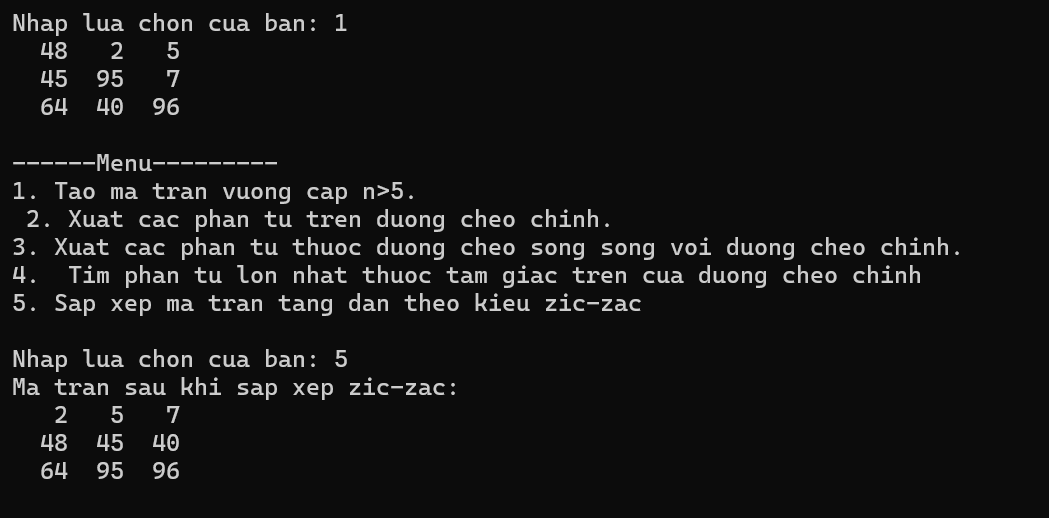 Nhap lua chon cua ban: 1
  48   2   5
  45  95   7
  64  40  96

------Menu---------
1. Tao ma tran vuong cap n>5.
 2. Xuat cac phan tu tren duong cheo chinh.
3. Xuat cac phan tu thuoc duong cheo song song voi duong cheo chinh.
4.  Tim phan tu lon nhat thuoc tam giac tren cua duong cheo chinh
5. Sap xep ma tran tang dan theo kieu zic-zac

Nhap lua chon cua ban: 5
Ma tran sau khi sap xep zic-zac:
   2   5   7
  48  45  40
  64  95  96